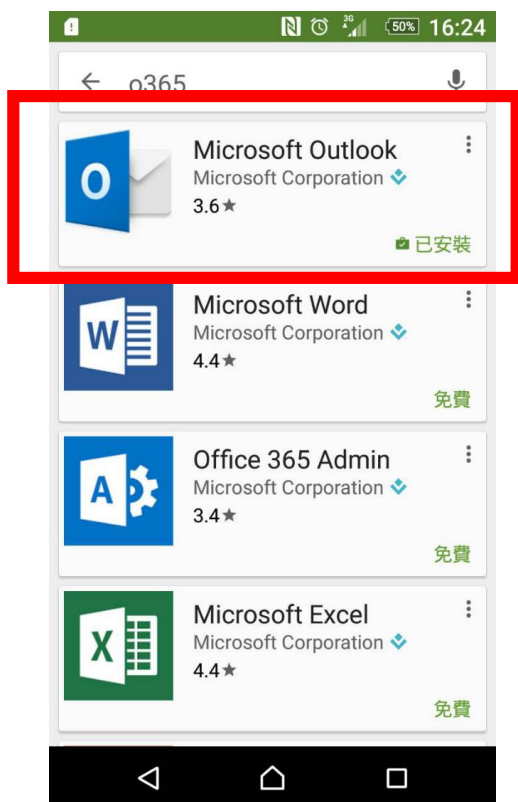 3G
50%
16:24
o365
Microsoft Outlook
Microsoft Corporation
3.6★
已安裝
Microsoft Word
Microsoft Corporation
4.4★
免費
Office 365 Admin
Microsoft Corporation
3.4★
免費
Microsoft Excel
Microsoft Corporation
4.4★
免費